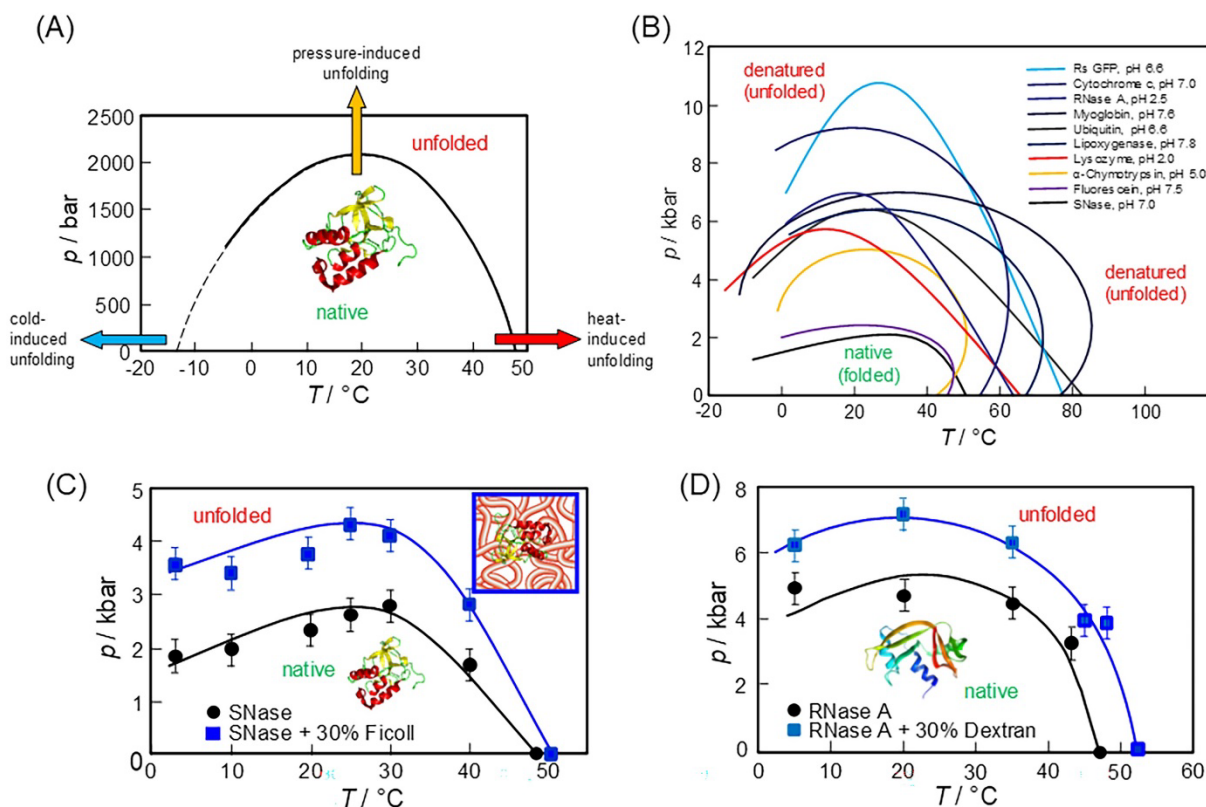 (A)
pressure-induced
unfolding
2500
2000
1500
1000
500
0
p / bar
unfolded
native
cold-
induced
unfolding
heat-
induced
unfolding
-20 -10 0 10 20 30 40 50
T / °C
(B)
12
10
8
6
4
2
0
p / kbar
denatured
(unfolded)
Rs GFP, pH 6.6
Cytochrome c, pH 7.0
RNase A, pH 2.5
Myoglobin, pH 7.6
Ubiquitin, pH 6.6
Lipoxygenase, pH 7.8
Lysozyme, pH 2.0
α-Chymotrypsin, pH 5.0
Fluorescein, pH 7.5
SNase, pH 7.0
denatured
(unfolded)
native
(folded)
-20 0 20 40 60 80 100
T / °C
(C)
5
4
3
2
1
0
p / kbar
unfolded
native
SNase
SNase + 30% Ficoll
0 10 20 30 40 50
T / °C
(D)
8
6
4
2
0
p / kbar
unfolded
native
RNase A
RNase A + 30% Dextran
0 10 20 30 40 50 60
T / °C